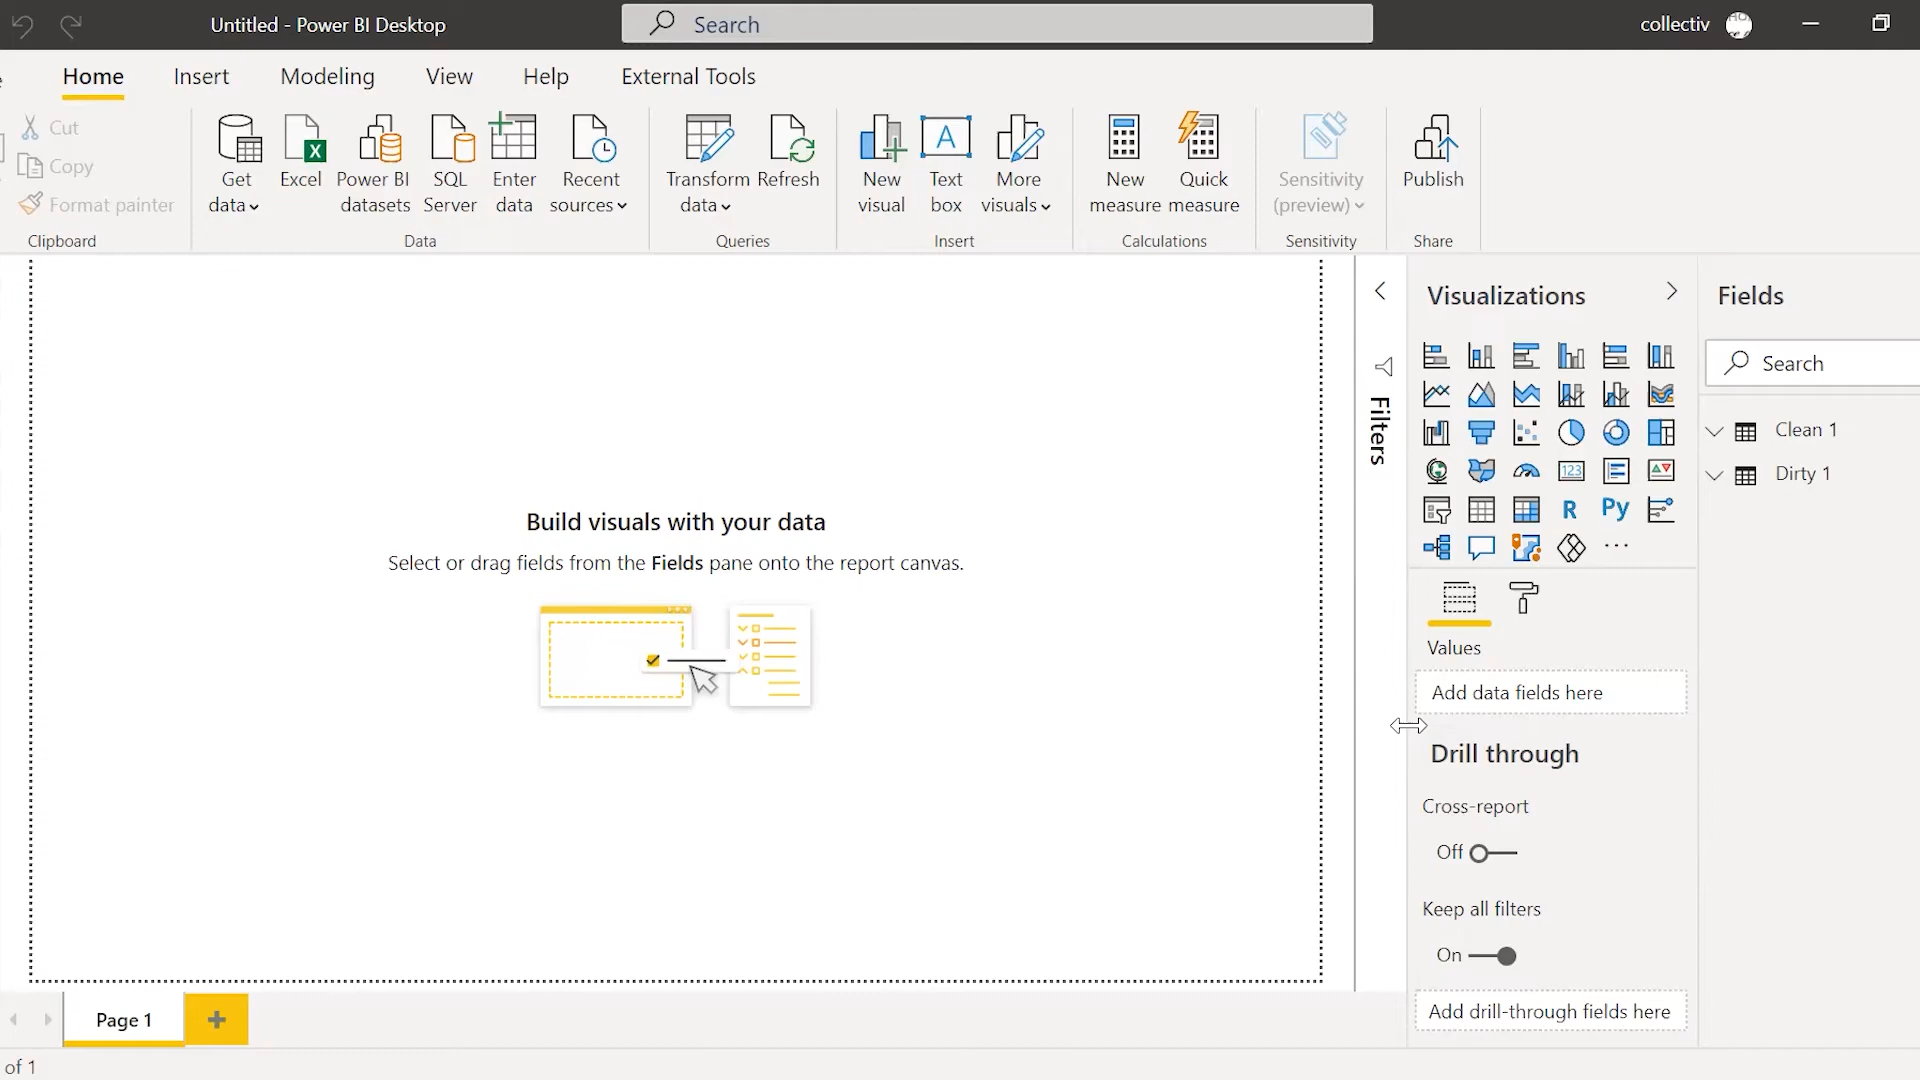 Untitled - Power BI Desktop
Search
collectiv
Home Insert Modeling View Help External Tools
Cut
Copy
Format painter
Clipboard
Get data
Excel
Power BI datasets
SQL Server
Enter data
Recent sources
Data
Transform data
Refresh
Queries
New visual
A
Text box
More visuals
Insert
New measure
Quick measure
Calculations
Sensitivity (preview)
Sensitivity
Publish
Share
Build visuals with your data
Select or drag fields from the Fields pane onto the report canvas.
Filters
Visualizations
123
R
Py
Values
Add data fields here
Drill through
Cross-report
Off
Keep all filters
On
Add drill-through fields here
Fields
Search
Clean 1
Dirty 1
Page 1
of 1